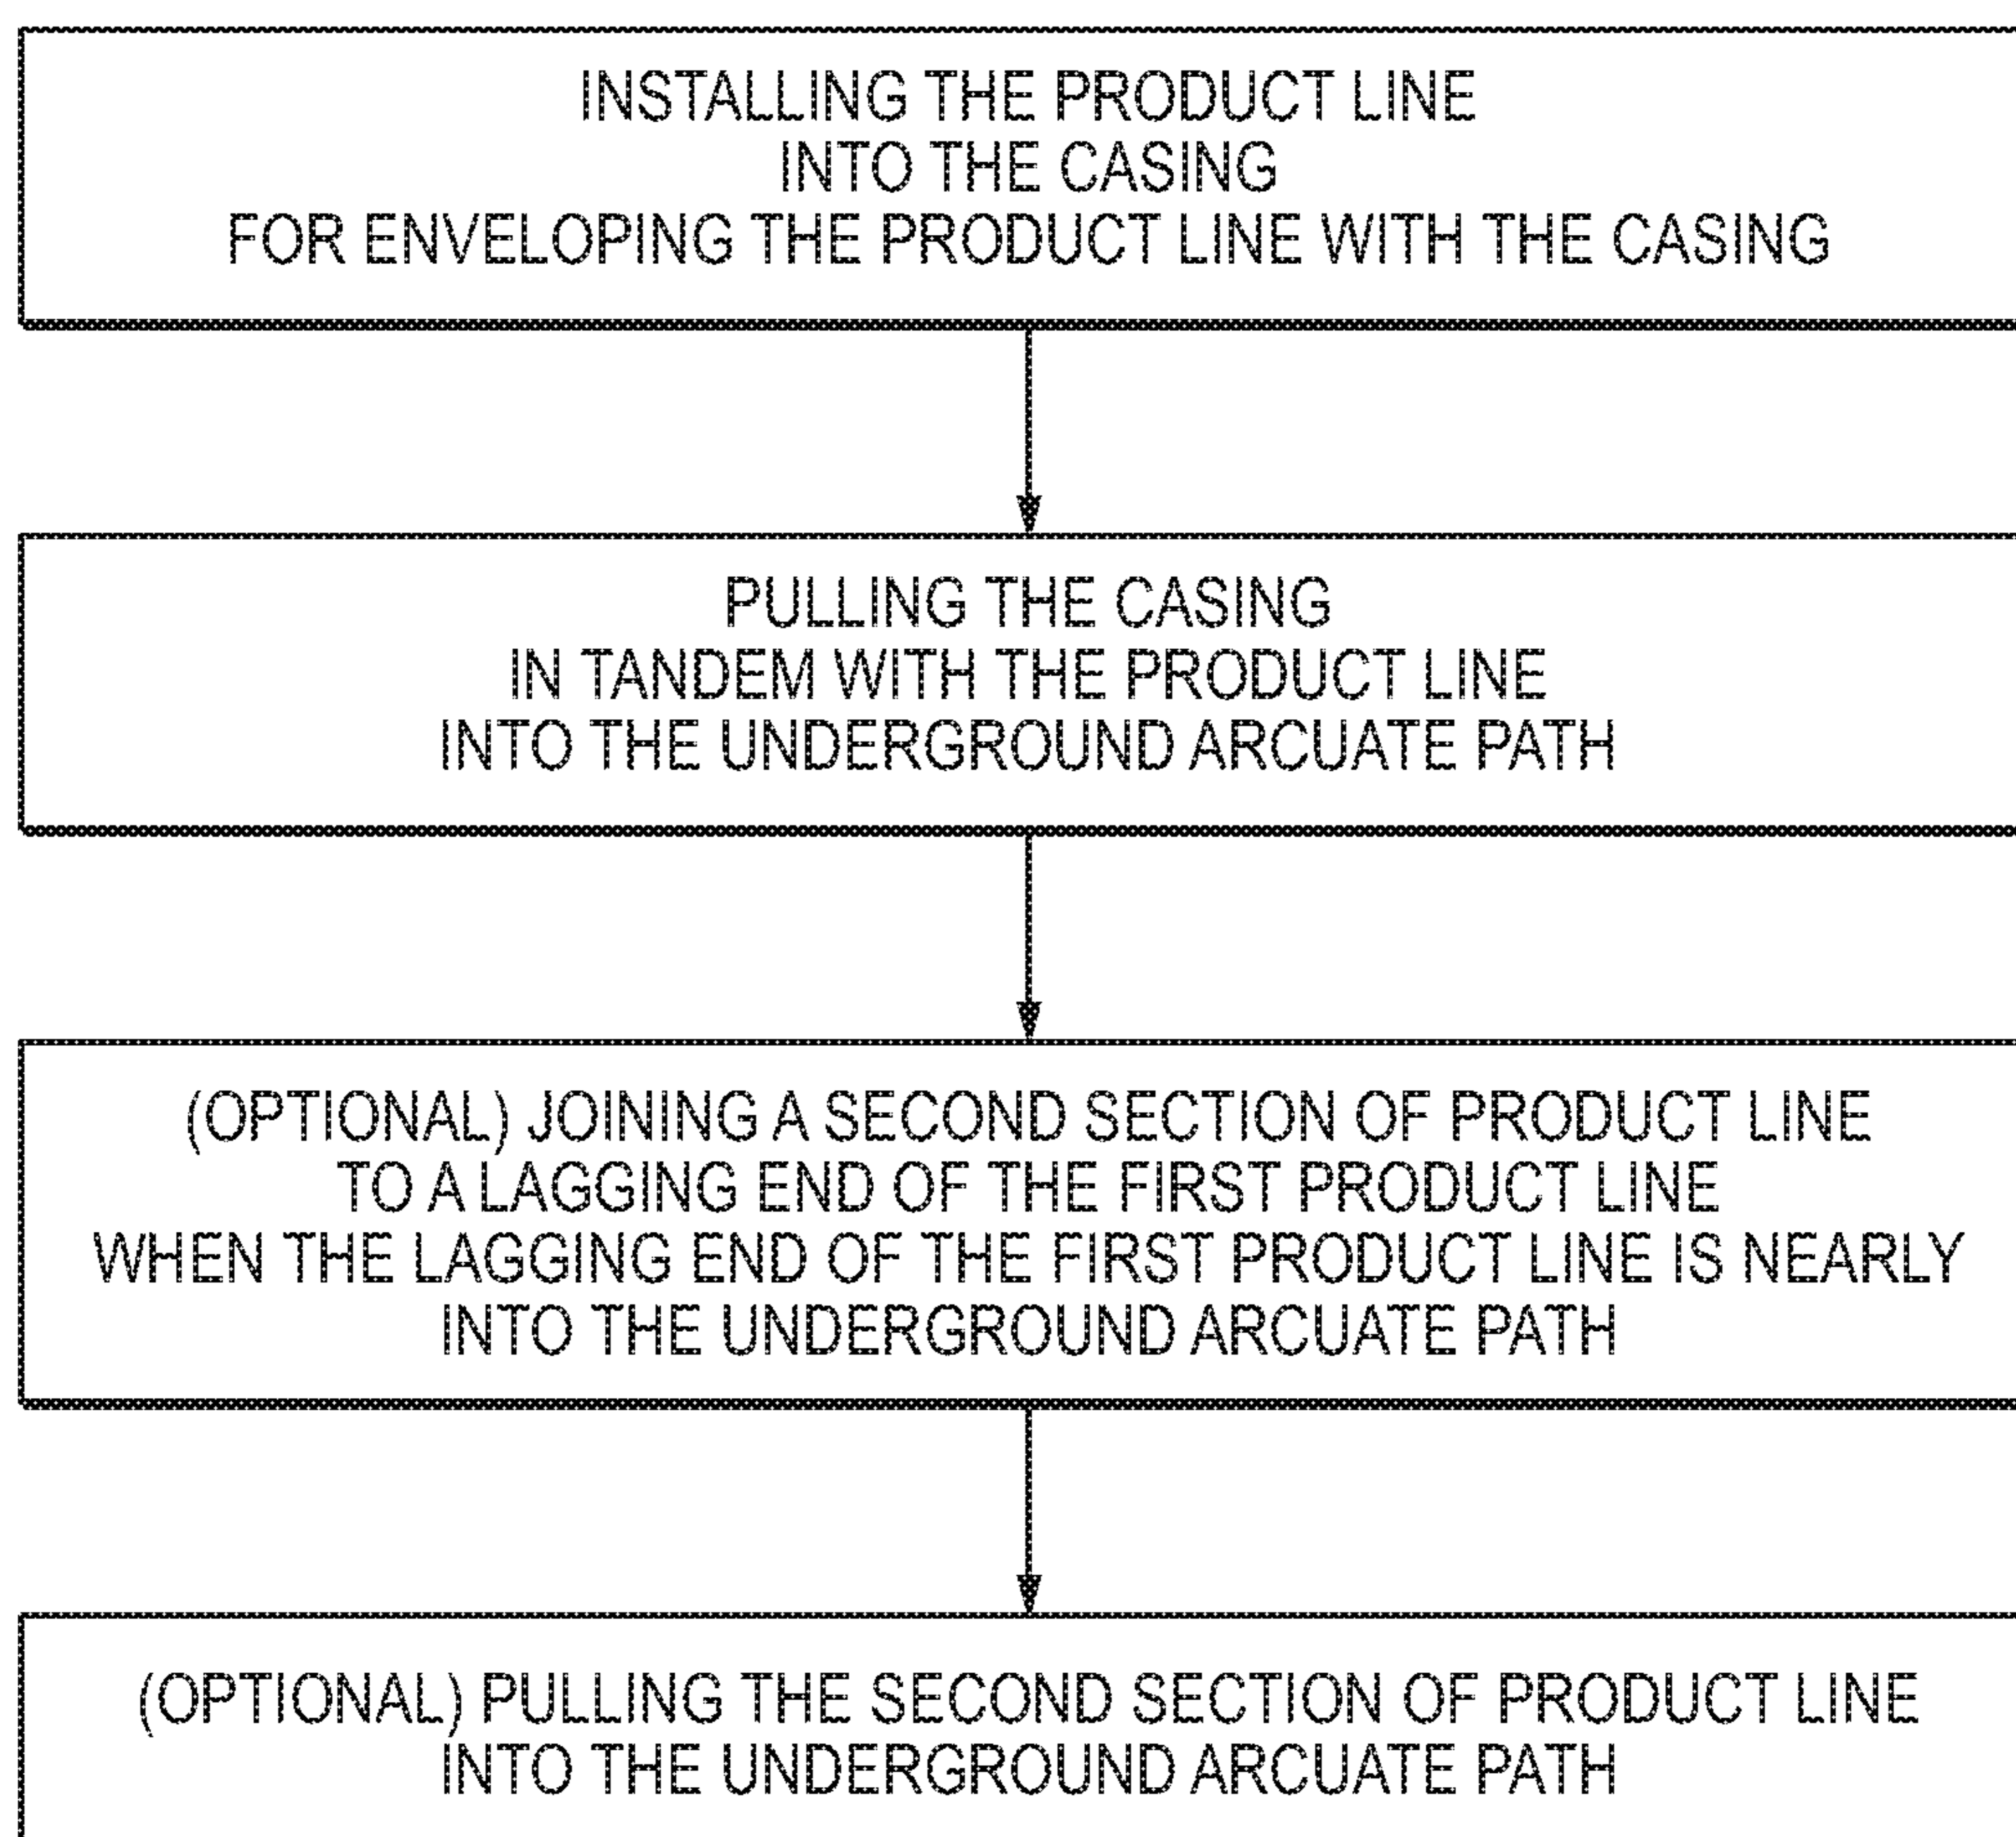 INSTALLING THE PRODUCT LINE
INTO THE CASING
FOR ENVELOPING THE PRODUCT LINE WITH THE CASING
PULLING THE CASING
IN TANDEM WITH THE PRODUCT LINE
INTO THE UNDERGROUND ARCUATE PATH
(OPTIONAL) JOINING A SECOND SECTION OF PRODUCT LINE
TO A LAGGING END OF THE FIRST PRODUCT LINE
WHEN THE LAGGING END OF THE FIRST PRODUCT LINE IS NEARLY
INTO THE UNDERGROUND ARCUATE PATH
(OPTIONAL) PULLING THE SECOND SECTION OF PRODUCT LINE
INTO THE UNDERGROUND ARCUATE PATH